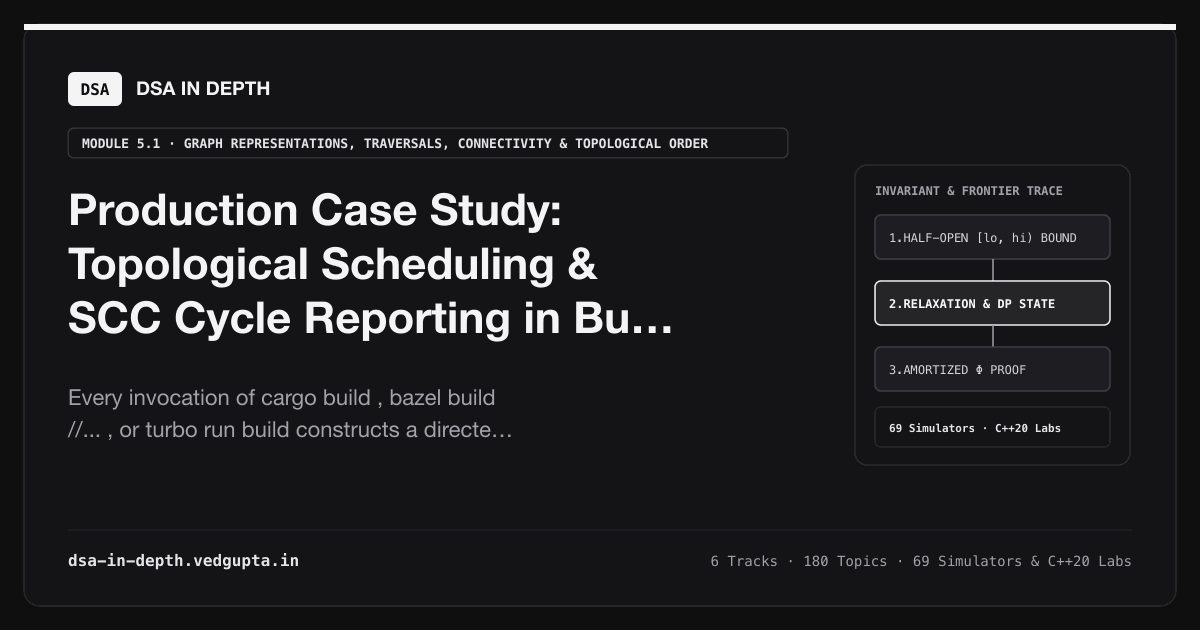 DSA
DSA IN DEPTH
MODULE 5.1 · GRAPH REPRESENTATIONS, TRAVERSALS, CONNECTIVITY & TOPOLOGICAL ORDER
Production Case Study:
Topological Scheduling &
SCC Cycle Reporting in Bu…
Every invocation of cargo build , bazel build
//... , or turbo run build constructs a directe…
INVARIANT & FRONTIER TRACE
1.HALF-OPEN [lo, hi) BOUND
2.RELAXATION & DP STATE
3.AMORTIZED Φ PROOF
69 Simulators · C++20 Labs
dsa-in-depth.vedgupta.in
6 Tracks · 180 Topics · 69 Simulators & C++20 Labs